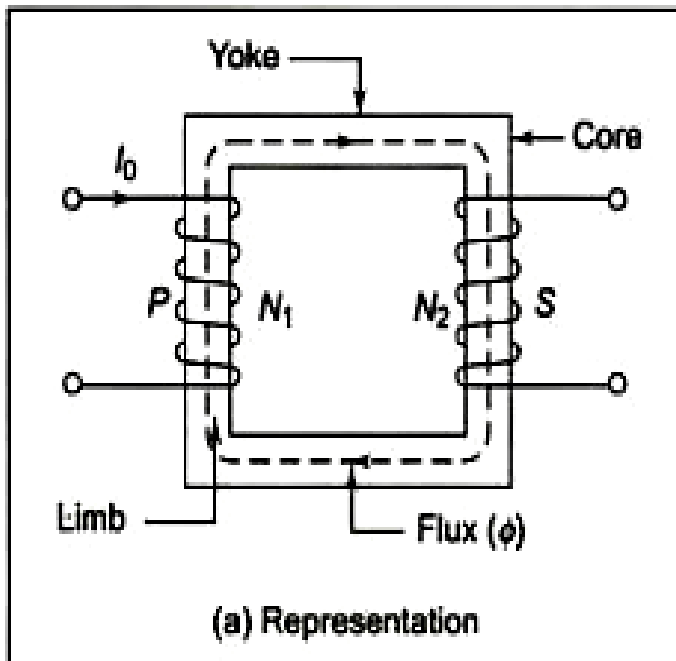 Yoke
Core
I0
P N1 N2 S
Limb
Flux (ϕ)
(a) Representation